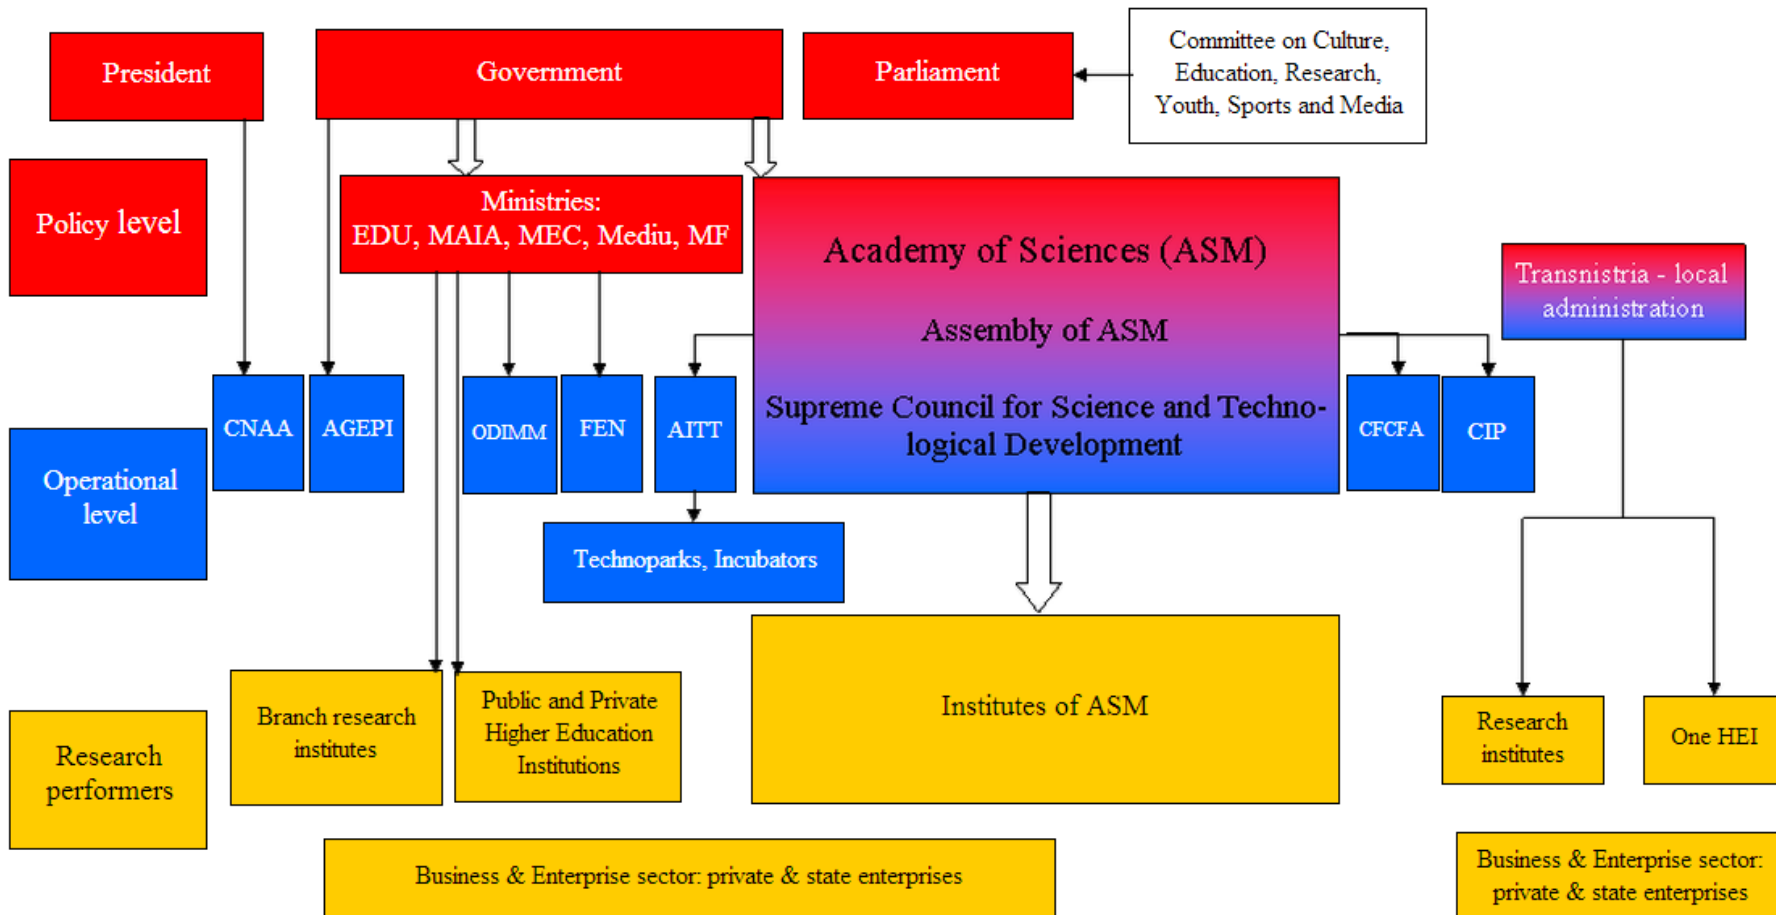 President
Government
Parliament
Committee on Culture,
Education, Research,
Youth, Sports and Media
Policy level
Ministries:
EDU, MAIA, MEC, Mediu, MF
Academy of Sciences (ASM)
Assembly of ASM
Supreme Council for Science and Techno-
logical Development
Transnistria - local
administration
Operational
level
CNAA
AGEPI
ODIMM
FEN
AITT
CFCFA
CIP
Technoparks, Incubators
Research
performers
Branch research
institutes
Public and Private
Higher Education
Institutions
Institutes of ASM
Research
institutes
One HEI
Business & Enterprise sector: private & state enterprises
Business & Enterprise sector:
private & state enterprises